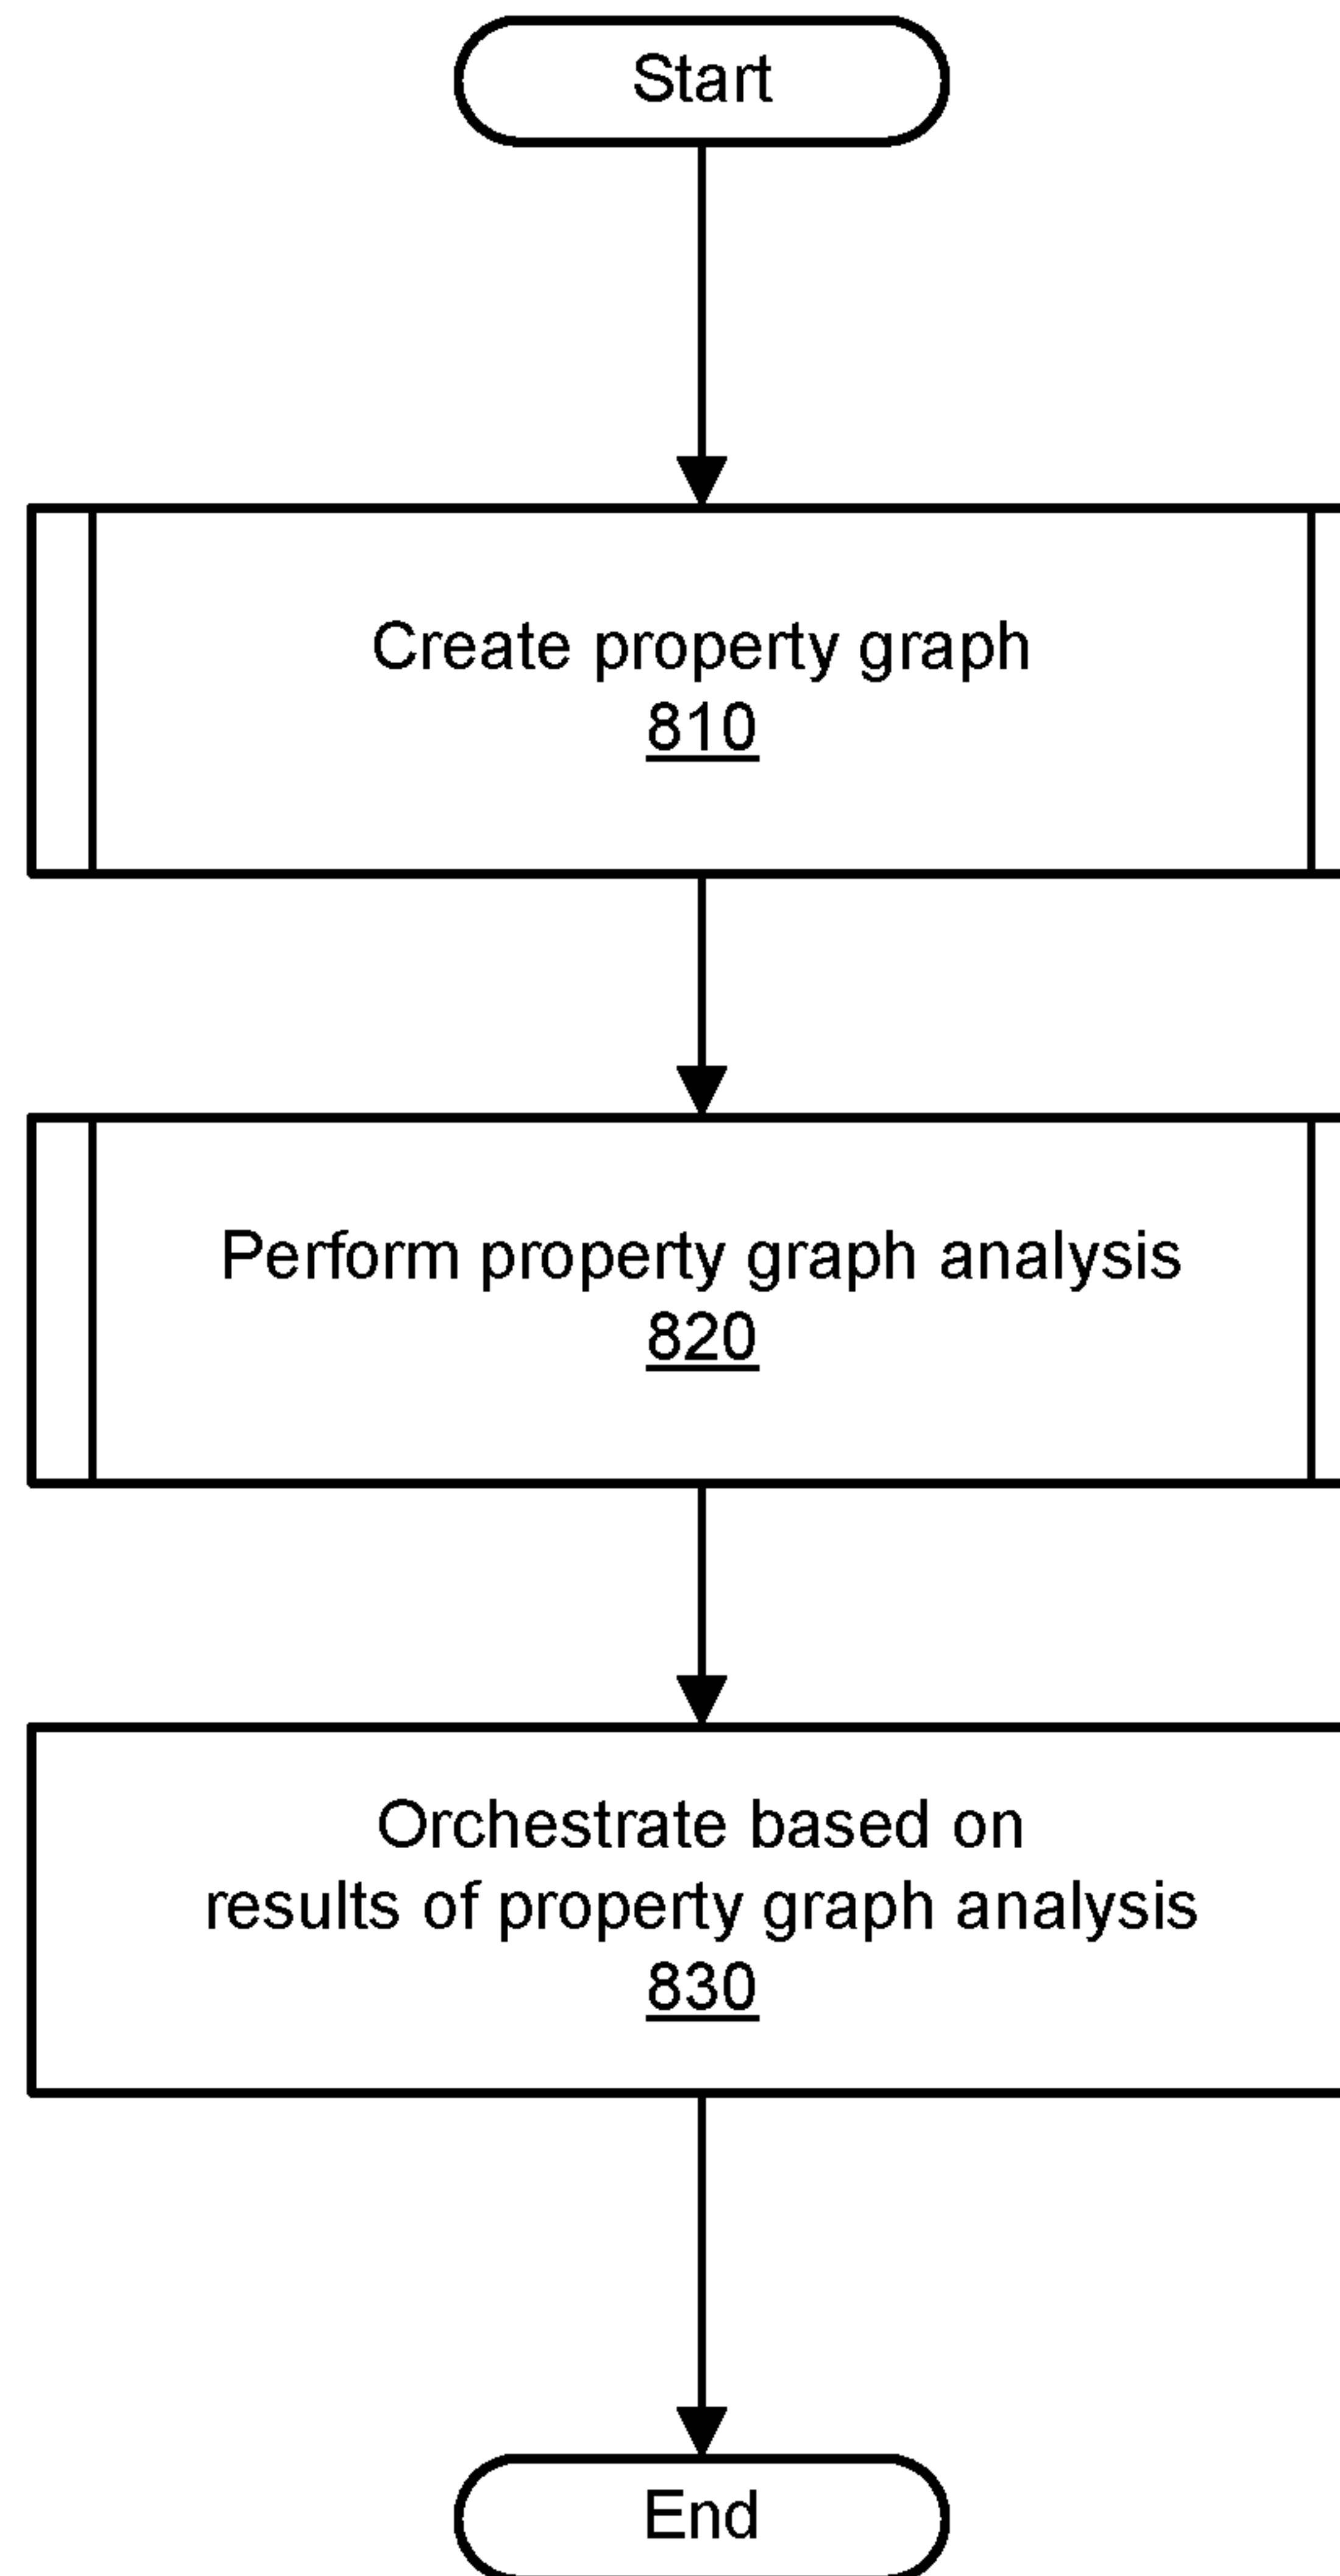 Start
Create property graph
810
Perform property graph analysis
820
Orchestrate based on
results of property graph analysis
830
End